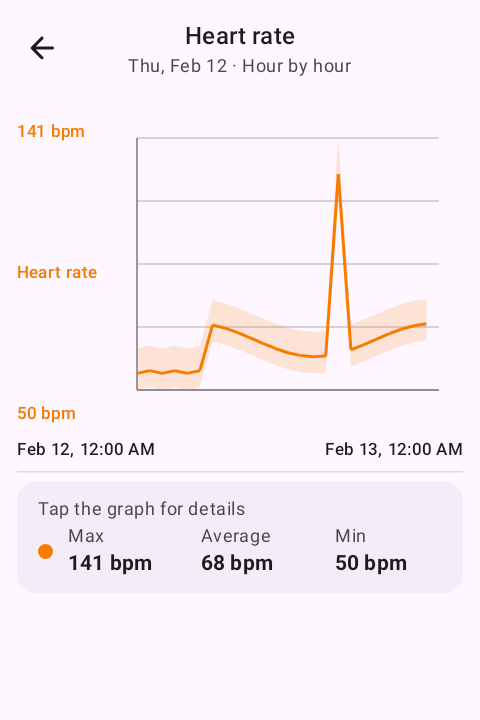 Heart rate
Thu, Feb 12 · Hour by hour
141 bpm
Heart rate
50 bpm
Feb 12, 12:00 AM
Feb 13, 12:00 AM
Tap the graph for details
Max
Average
Min
141 bpm
68 bpm
50 bpm